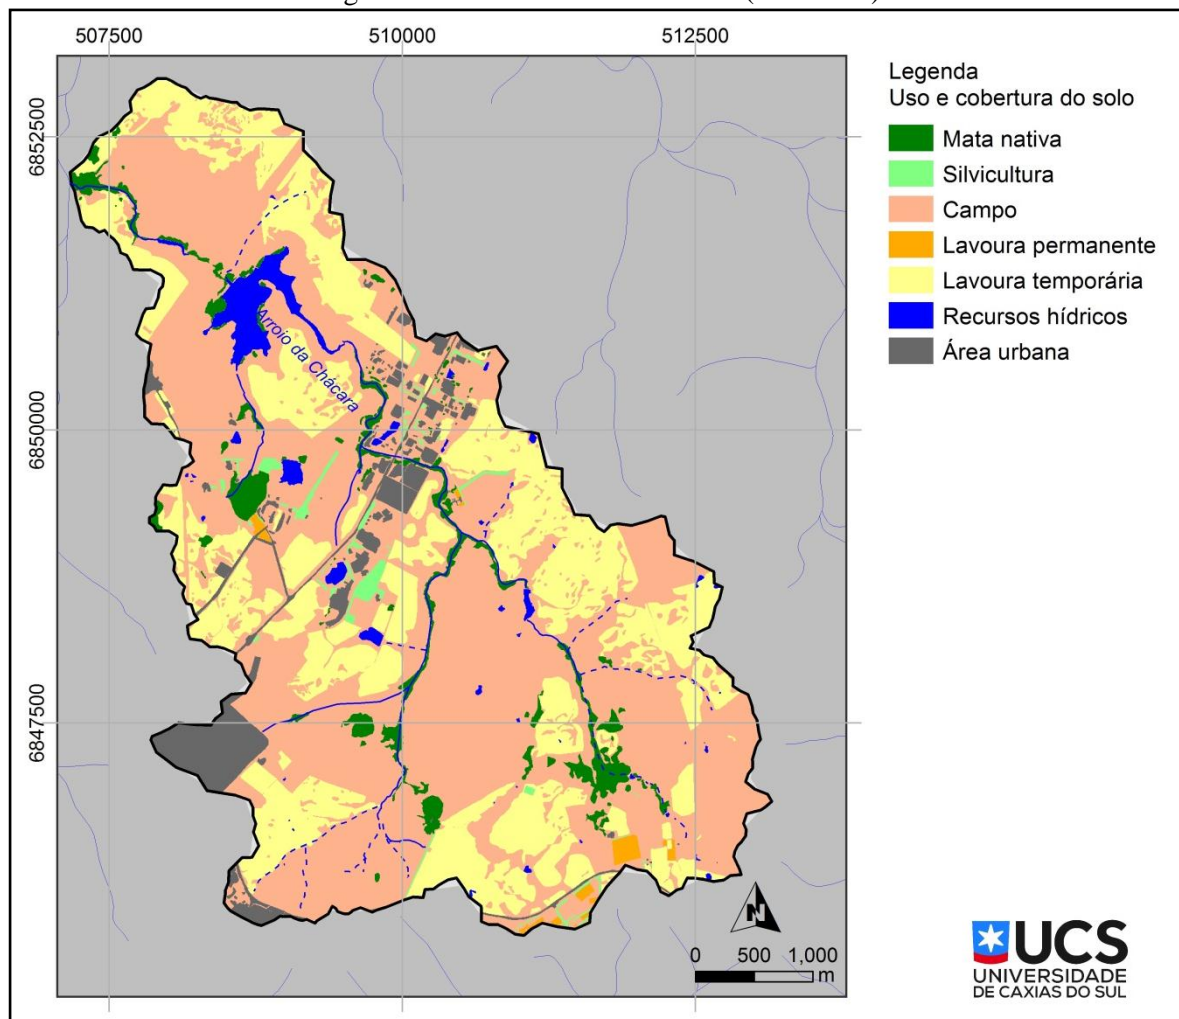 507500 510000 512500
6852500
6850000
6847500
Arroio da Chácara
Legenda
Uso e cobertura do solo
Mata nativa
Silvicultura
Campo
Lavoura permanente
Lavoura temporária
Recursos hídricos
Área urbana
N
0 500 1,000
m
UCS
UNIVERSIDADE
DE CAXIAS DO SUL